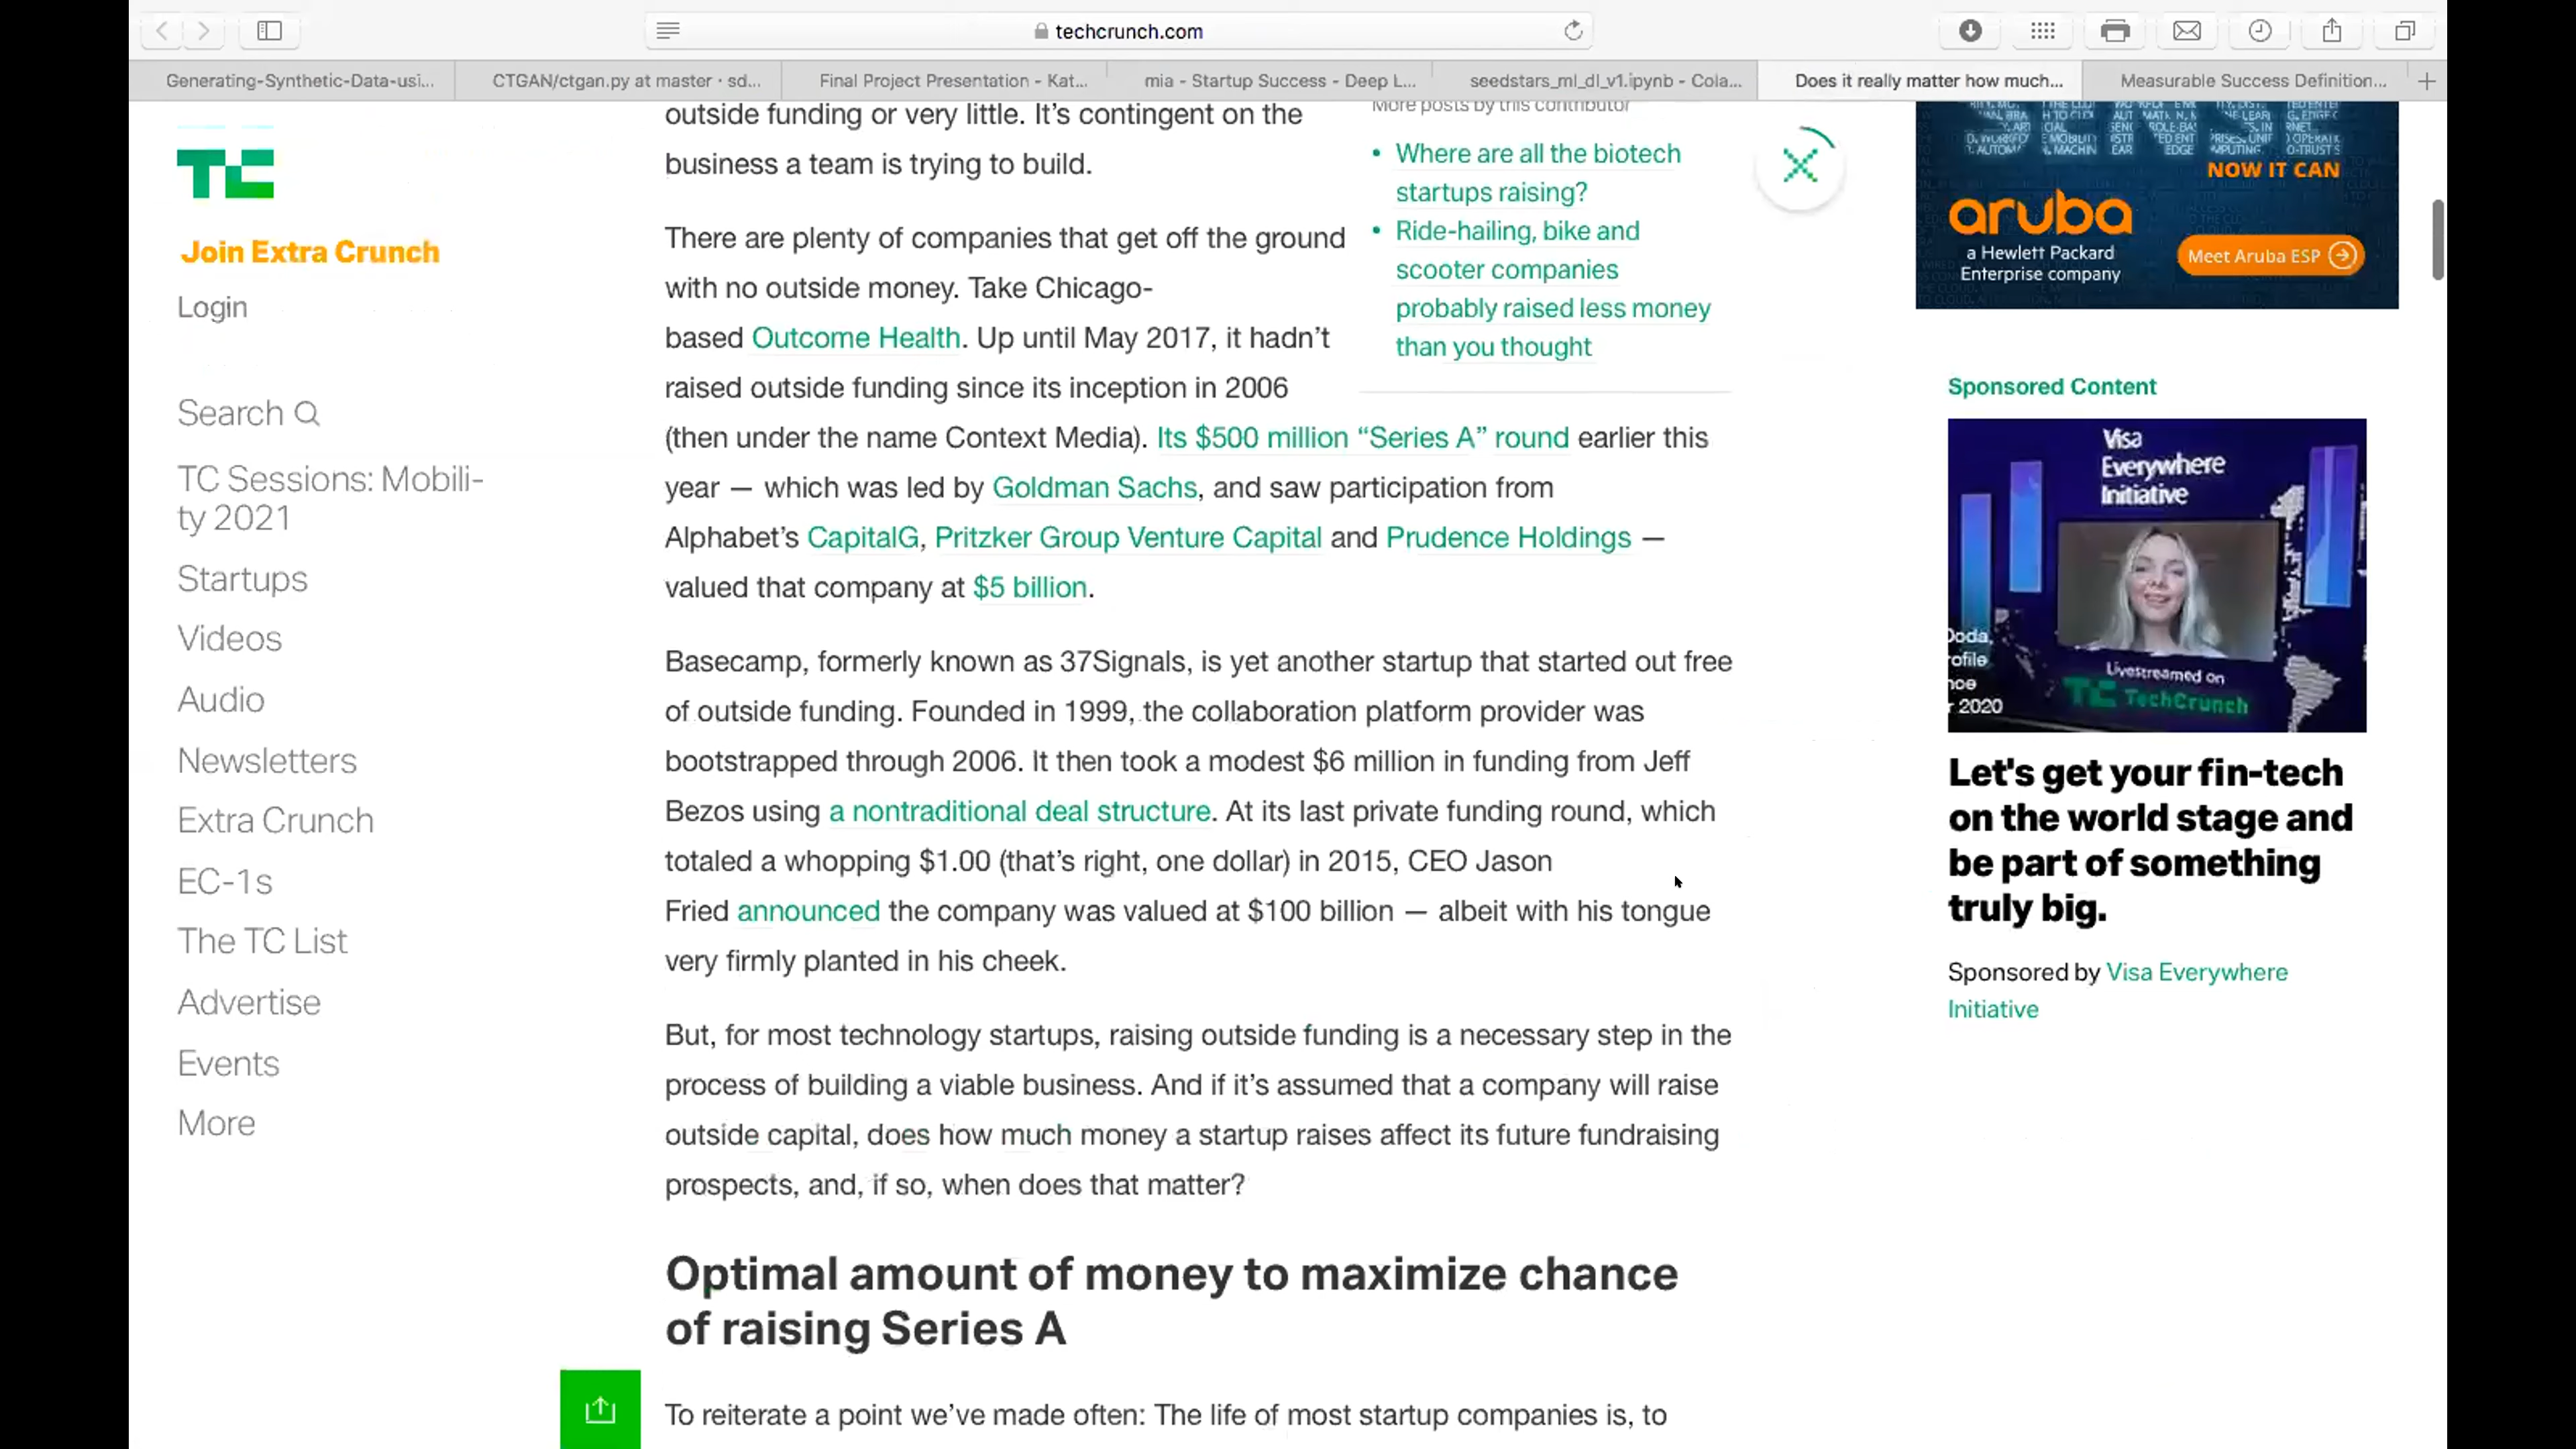 techcrunch.com
Generating-Synthetic-Data-usi...
CTGAN/ctgan.py at master · sd...
Final Project Presentation - Kat...
mia - Startup Success - Deep L...
seedstars_ml_dl_v1.ipynb - Cola...
Does it really matter how much...
Measurable Success Definition...
TC
Join Extra Crunch
Login
Search
TC Sessions: Mobili-
ty 2021
Startups
Videos
Audio
Newsletters
Extra Crunch
EC-1s
The TC List
Advertise
Events
More
outside funding or very little. It’s contingent on the
business a team is trying to build.
There are plenty of companies that get off the ground
with no outside money. Take Chicago-
based Outcome Health. Up until May 2017, it hadn’t
raised outside funding since its inception in 2006
(then under the name Context Media). Its $500 million “Series A” round earlier this
year — which was led by Goldman Sachs, and saw participation from
Alphabet’s CapitalG, Pritzker Group Venture Capital and Prudence Holdings —
valued that company at $5 billion.
Basecamp, formerly known as 37Signals, is yet another startup that started out free
of outside funding. Founded in 1999, the collaboration platform provider was
bootstrapped through 2006. It then took a modest $6 million in funding from Jeff
Bezos using a nontraditional deal structure. At its last private funding round, which
totaled a whopping $1.00 (that’s right, one dollar) in 2015, CEO Jason
Fried announced the company was valued at $100 billion — albeit with his tongue
very firmly planted in his cheek.
But, for most technology startups, raising outside funding is a necessary step in the
process of building a viable business. And if it’s assumed that a company will raise
outside capital, does how much money a startup raises affect its future fundraising
prospects, and, if so, when does that matter?
Optimal amount of money to maximize chance
of raising Series A
To reiterate a point we’ve made often: The life of most startup companies is, to
More posts by this contributor
• Where are all the biotech
startups raising?
• Ride-hailing, bike and
scooter companies
probably raised less money
than you thought
NOW IT CAN
aruba
a Hewlett Packard
Enterprise company
Meet Aruba ESP
Sponsored Content
Visa
Everywhere
Initiative
Doda,
ofile
r 2020
Livestreamed on
TC TechCrunch
Let's get your fin-tech
on the world stage and
be part of something
truly big.
Sponsored by Visa Everywhere
Initiative